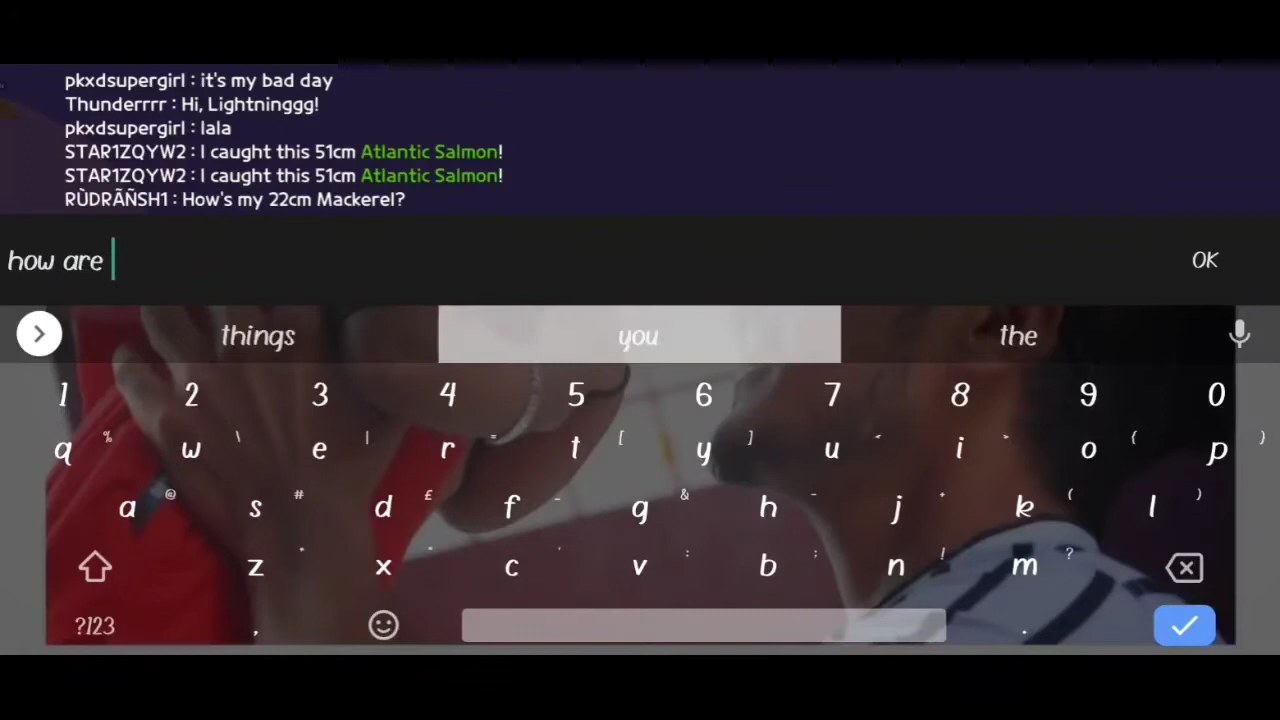 pkxdsupergirl : it's my bad day
Thunderrrr : Hi, Lightninggg!
pkxdsupergirl : lala
STAR1ZQYW2 : I caught this 51cm Atlantic Salmon!
STAR1ZQYW2 : I caught this 51cm Atlantic Salmon!
RÙDRÃÑSH1 : How's my 22cm Mackerel?
how are
OK
things you the
1 2 3 4 5 6 7 8 9 0
q % w \ e | r = t [ y ] u < i > o { p }
a @ s # d £ f _ g & h - j + k ( l )
z * x " c ' v : b ; n ! m ?
?123 , .